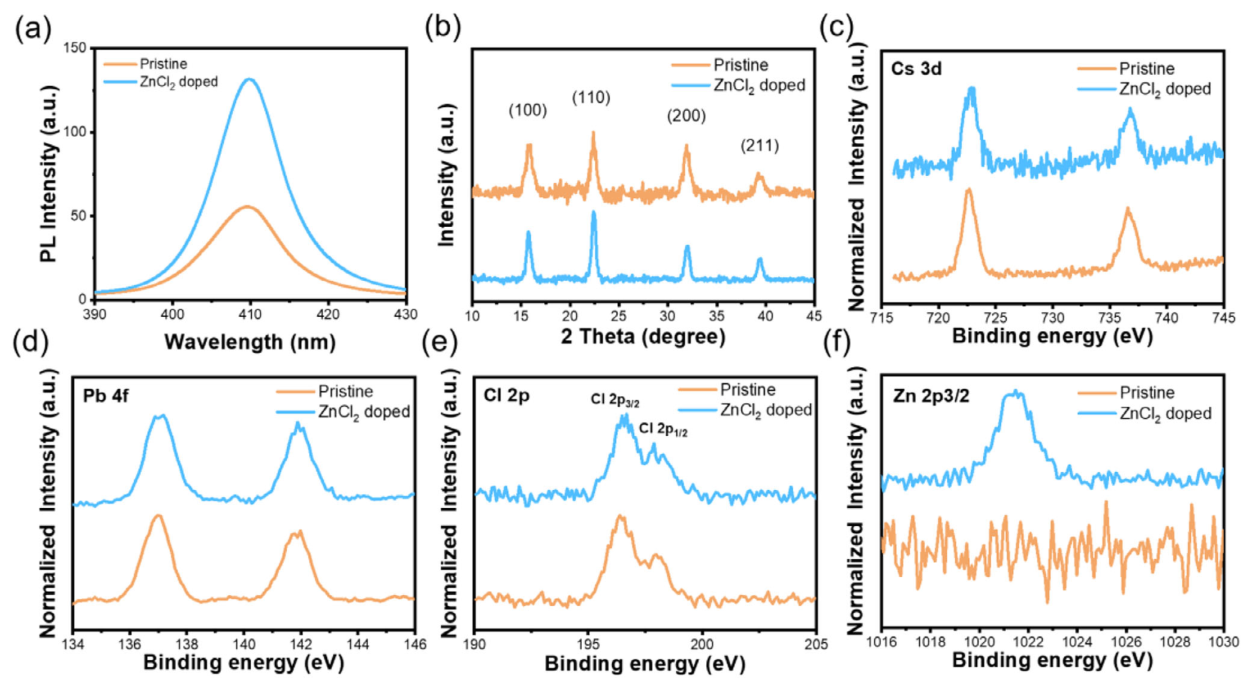 (a)
150
100
50
0
Pristine
ZnCl₂ doped
PL Intensity (a.u.)
390 400 410 420 430
Wavelength (nm)
(b)
Pristine
ZnCl₂ doped
(100) (110) (200) (211)
Intensity (a.u.)
10 15 20 25 30 35 40 45
2 Theta (degree)
(c)
Cs 3d
Pristine
ZnCl₂ doped
Normalized Intensity (a.u.)
715 720 725 730 735 740 745
Binding energy (eV)
(d)
Pb 4f
Pristine
ZnCl₂ doped
Normalized Intensity (a.u.)
134 136 138 140 142 144 146
Binding energy (eV)
(e)
Cl 2p
Pristine
ZnCl₂ doped
Cl 2p₃/₂
Cl 2p₁/₂
Normalized Intensity (a.u.)
190 195 200 205
Binding energy (eV)
(f)
Zn 2p3/2
Pristine
ZnCl₂ doped
Normalized Intensity (a.u.)
1016 1018 1020 1022 1024 1026 1028 1030
Binding energy (eV)